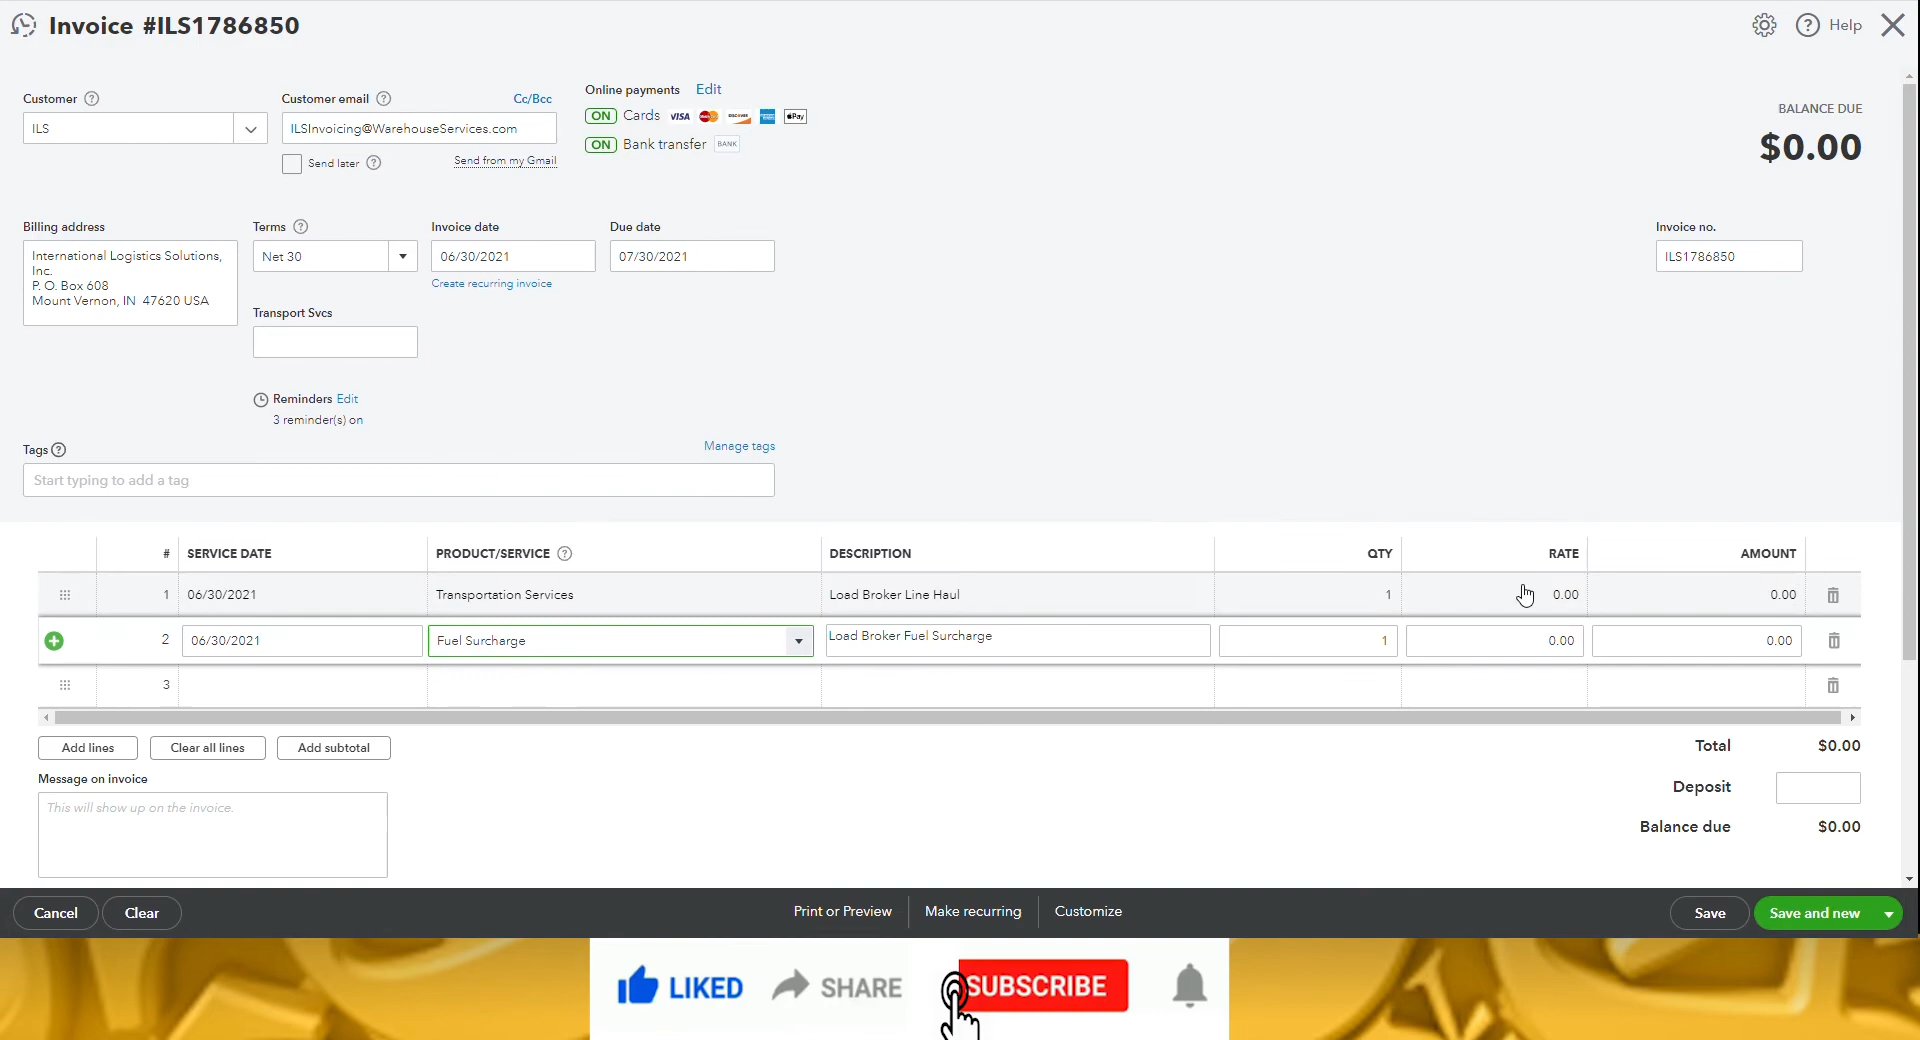 Invoice #ILS1786850
Help
Customer
Customer email
Cc/Bcc
Online payments Edit
ILS
ILSInvoicing@WarehouseServices.com
ON Cards VISA DISCOVER Pay
ON Bank transfer BANK
Send later
Send from my Gmail
BALANCE DUE
$0.00
Billing address
Terms
Invoice date
Due date
Invoice no.
International Logistics Solutions,
Inc.
P. O. Box 608
Mount Vernon, IN 47620 USA
Net 30
06/30/2021
07/30/2021
ILS1786850
Create recurring invoice
Transport Svcs
Reminders Edit
3 reminder(s) on
Tags
Manage tags
Start typing to add a tag
# SERVICE DATE PRODUCT/SERVICE DESCRIPTION QTY RATE AMOUNT
1 06/30/2021 Transportation Services Load Broker Line Haul 1 0.00 0.00
2 06/30/2021 Fuel Surcharge Load Broker Fuel Surcharge 1 0.00 0.00
3
Add lines Clear all lines Add subtotal
Total $0.00
Message on invoice
Deposit
This will show up on the invoice.
Balance due $0.00
Cancel Clear Print or Preview Make recurring Customize Save Save and new
LIKED SHARE SUBSCRIBE